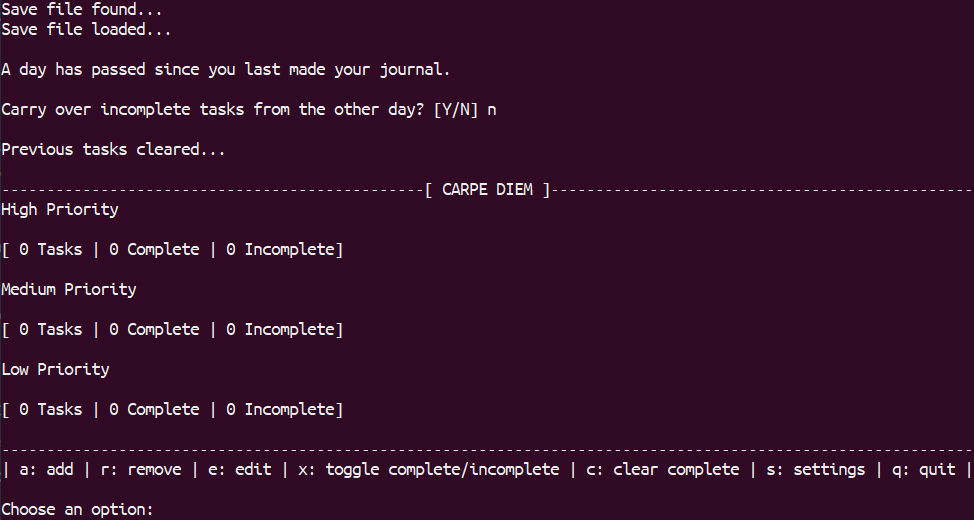 Save file found...
Save file loaded...
A day has passed since you last made your journal.
Carry over incomplete tasks from the other day? [Y/N] n
Previous tasks cleared...
-----------------------------------------------[ CARPE DIEM ]-----------------------------------------------
High Priority
[ 0 Tasks | 0 Complete | 0 Incomplete]
Medium Priority
[ 0 Tasks | 0 Complete | 0 Incomplete]
Low Priority
[ 0 Tasks | 0 Complete | 0 Incomplete]
------------------------------------------------------------------------------------------------------------
| a: add | r: remove | e: edit | x: toggle complete/incomplete | c: clear complete | s: settings | q: quit |
Choose an option: